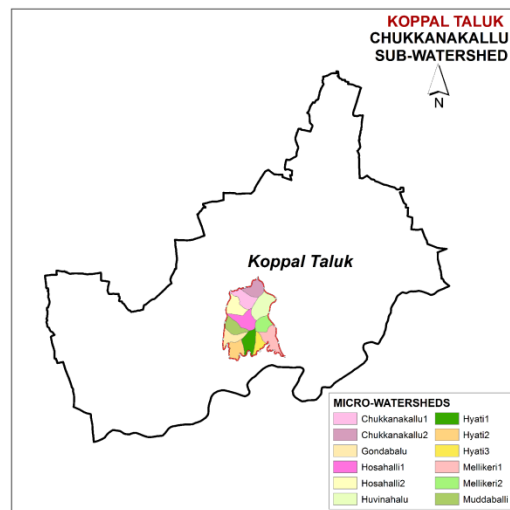 KOPPAL TALUK
CHUKKANAKALLU
SUB-WATERSHED
N
Koppal Taluk
MICRO-WATERSHEDS
Chukkanakallu1
Chukkanakallu2
Gondabalu
Hosahalli1
Hosahalli2
Huvinahalu
Hyati1
Hyati2
Hyati3
Mellikeri1
Mellikeri2
Muddaballi